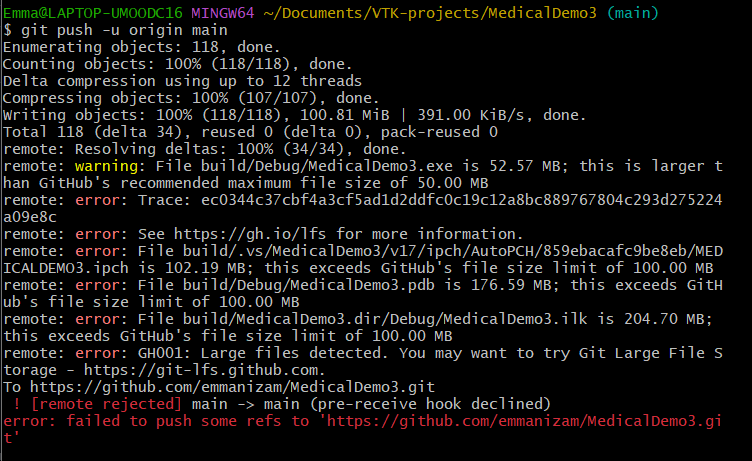 Emma@LAPTOP-UMOODC16 MINGW64 ~/Documents/VTK-projects/MedicalDemo3 (main)
$ git push -u origin main
Enumerating objects: 118, done.
Counting objects: 100% (118/118), done.
Delta compression using up to 12 threads
Compressing objects: 100% (107/107), done.
Writing objects: 100% (118/118), 100.81 MiB | 391.00 KiB/s, done.
Total 118 (delta 34), reused 0 (delta 0), pack-reused 0
remote: Resolving deltas: 100% (34/34), done.
remote: warning: File build/Debug/MedicalDemo3.exe is 52.57 MB; this is larger t
han GitHub's recommended maximum file size of 50.00 MB
remote: error: Trace: ec0344c37cbf4a3cf5ad1d2ddfc0c19c12a8bc889767804c293d275224
a09e8c
remote: error: See https://gh.io/lfs for more information.
remote: error: File build/.vs/MedicalDemo3/v17/ipch/AutoPCH/859ebacafc9be8eb/MED
ICALDEMO3.ipch is 102.19 MB; this exceeds GitHub's file size limit of 100.00 MB
remote: error: File build/Debug/MedicalDemo3.pdb is 176.59 MB; this exceeds GitH
ub's file size limit of 100.00 MB
remote: error: File build/MedicalDemo3.dir/Debug/MedicalDemo3.ilk is 204.70 MB;
this exceeds GitHub's file size limit of 100.00 MB
remote: error: GH001: Large files detected. You may want to try Git Large File S
torage - https://git-lfs.github.com.
To https://github.com/emmanizam/MedicalDemo3.git
! [remote rejected] main -> main (pre-receive hook declined)
error: failed to push some refs to 'https://github.com/emmanizam/MedicalDemo3.gi
t'